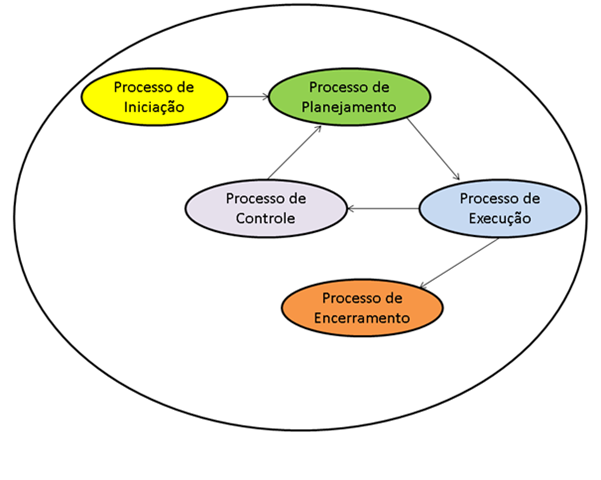 Processo de
Iniciação
Processo de
Planejamento
Processo de
Controle
Processo de
Execução
Processo de
Encerramento